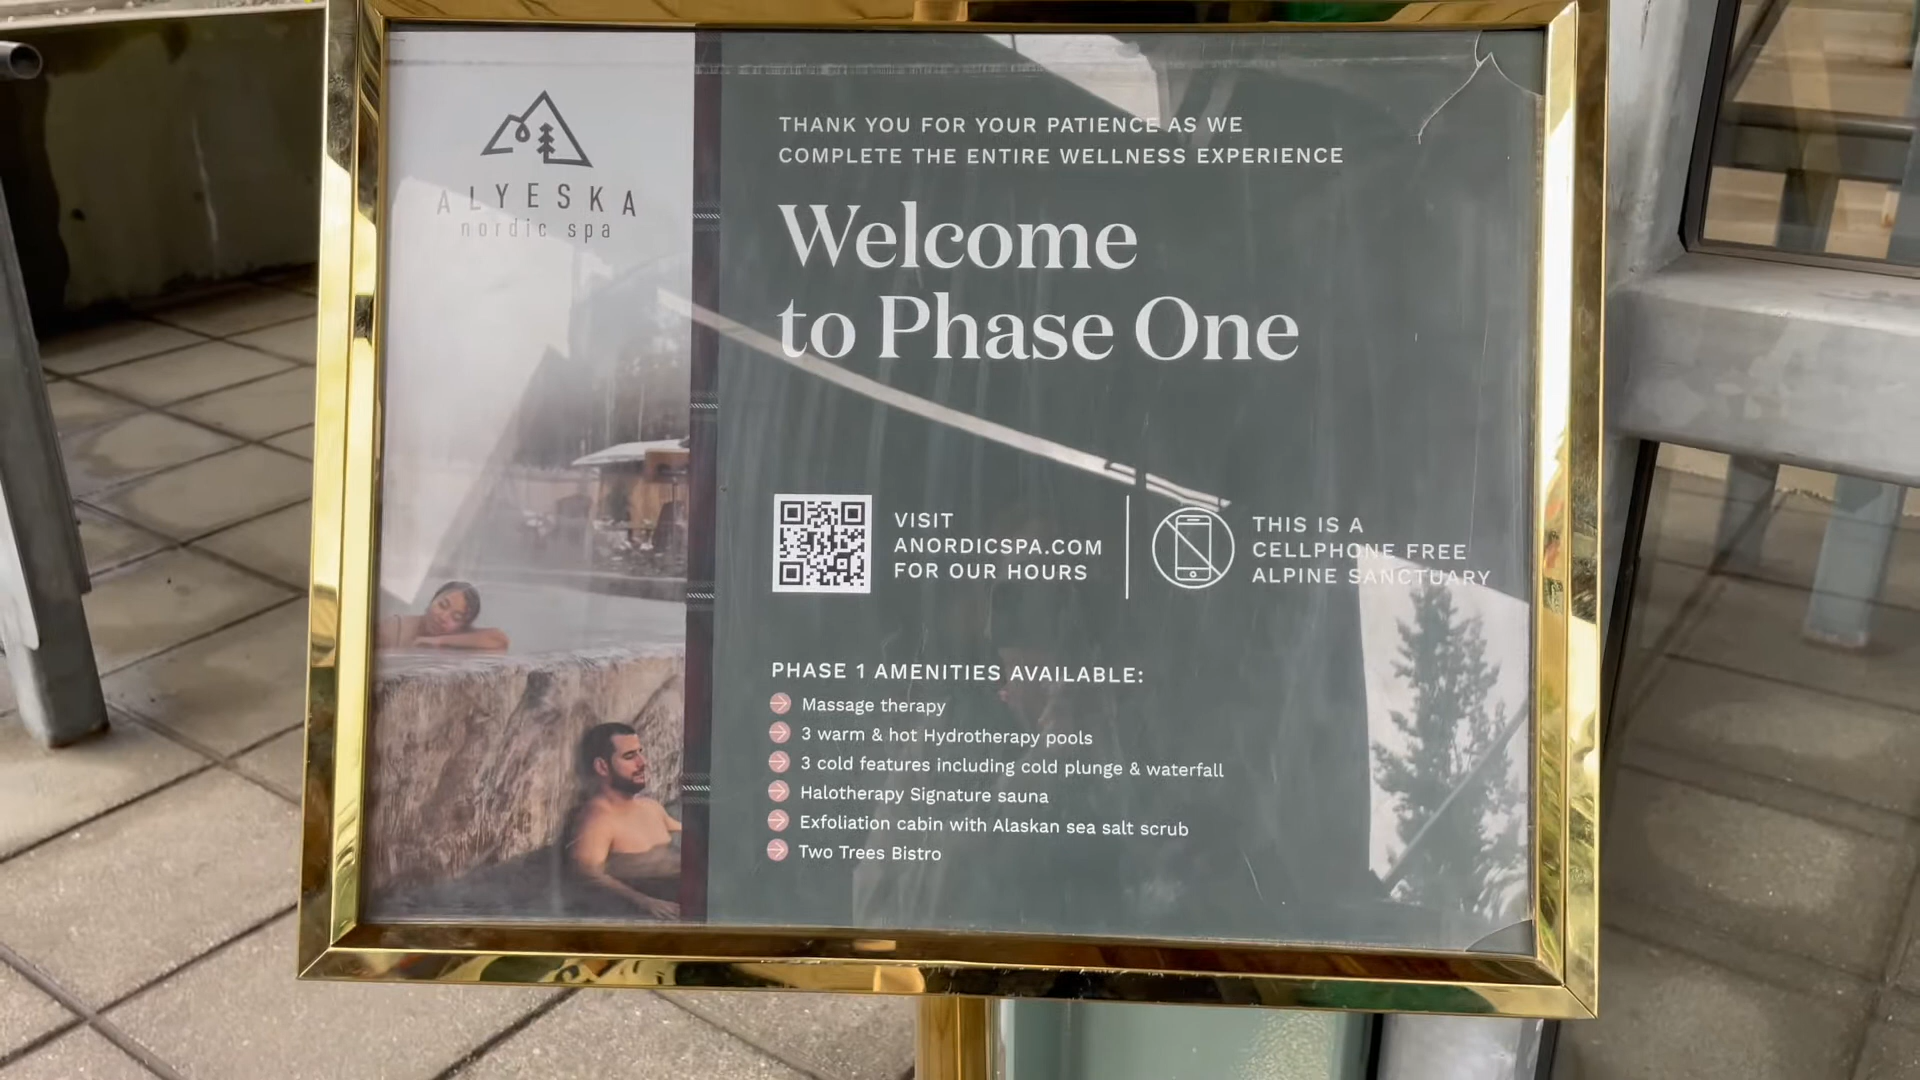 ALYESKA
nordic spa
THANK YOU FOR YOUR PATIENCE AS WE
COMPLETE THE ENTIRE WELLNESS EXPERIENCE
Welcome
to Phase One
VISIT
ANORDICSPA.COM
FOR OUR HOURS
THIS IS A
CELLPHONE FREE
ALPINE SANCTUARY
PHASE 1 AMENITIES AVAILABLE:
Massage therapy
3 warm & hot Hydrotherapy pools
3 cold features including cold plunge & waterfall
Halotherapy Signature sauna
Exfoliation cabin with Alaskan sea salt scrub
Two Trees Bistro